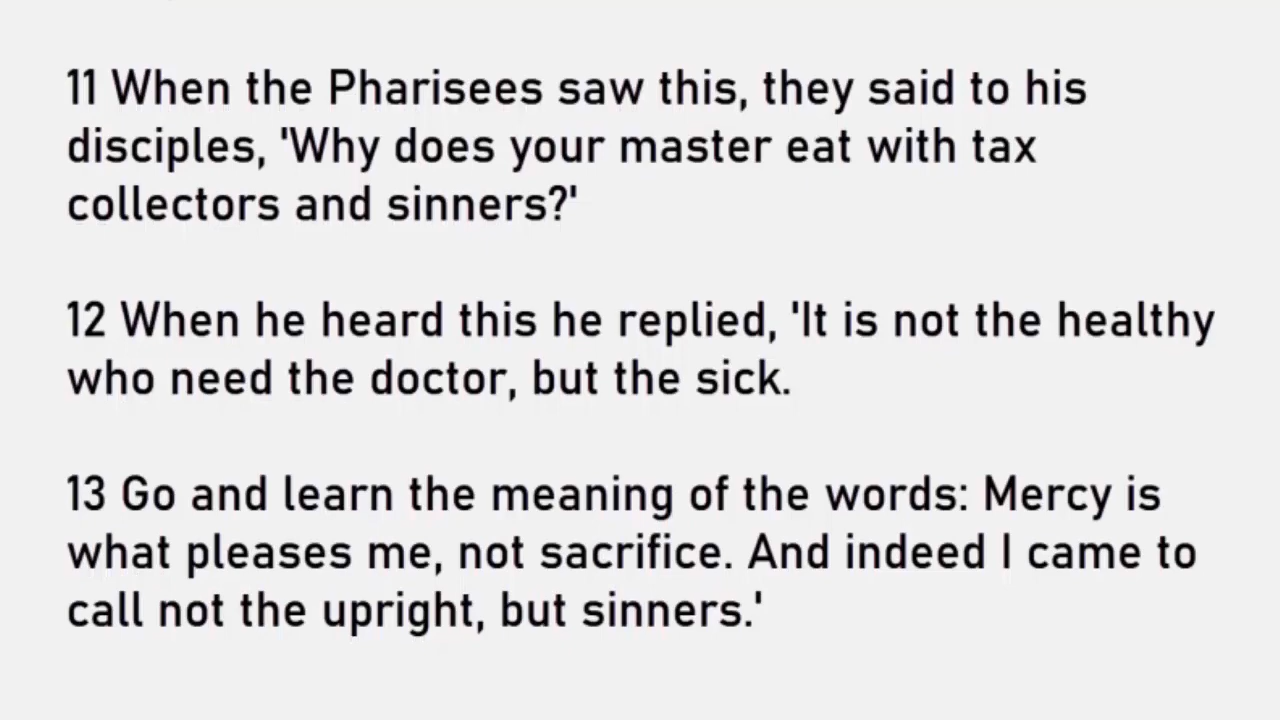 11 When the Pharisees saw this, they said to his
disciples, 'Why does your master eat with tax
collectors and sinners?'
12 When he heard this he replied, 'It is not the healthy
who need the doctor, but the sick.
13 Go and learn the meaning of the words: Mercy is
what pleases me, not sacrifice. And indeed I came to
call not the upright, but sinners.'